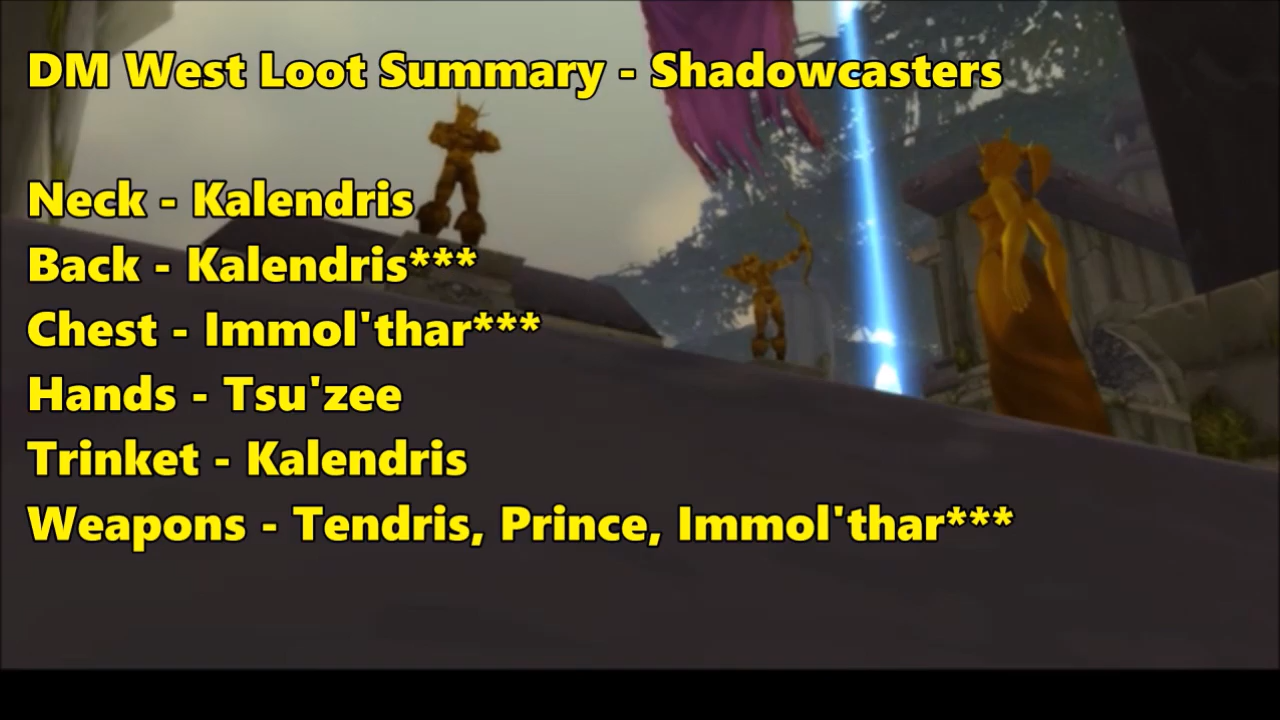 DM West Loot Summary - Shadowcasters
Neck - Kalendris
Back - Kalendris***
Chest - Immol'thar***
Hands - Tsu'zee
Trinket - Kalendris
Weapons - Tendris, Prince, Immol'thar***